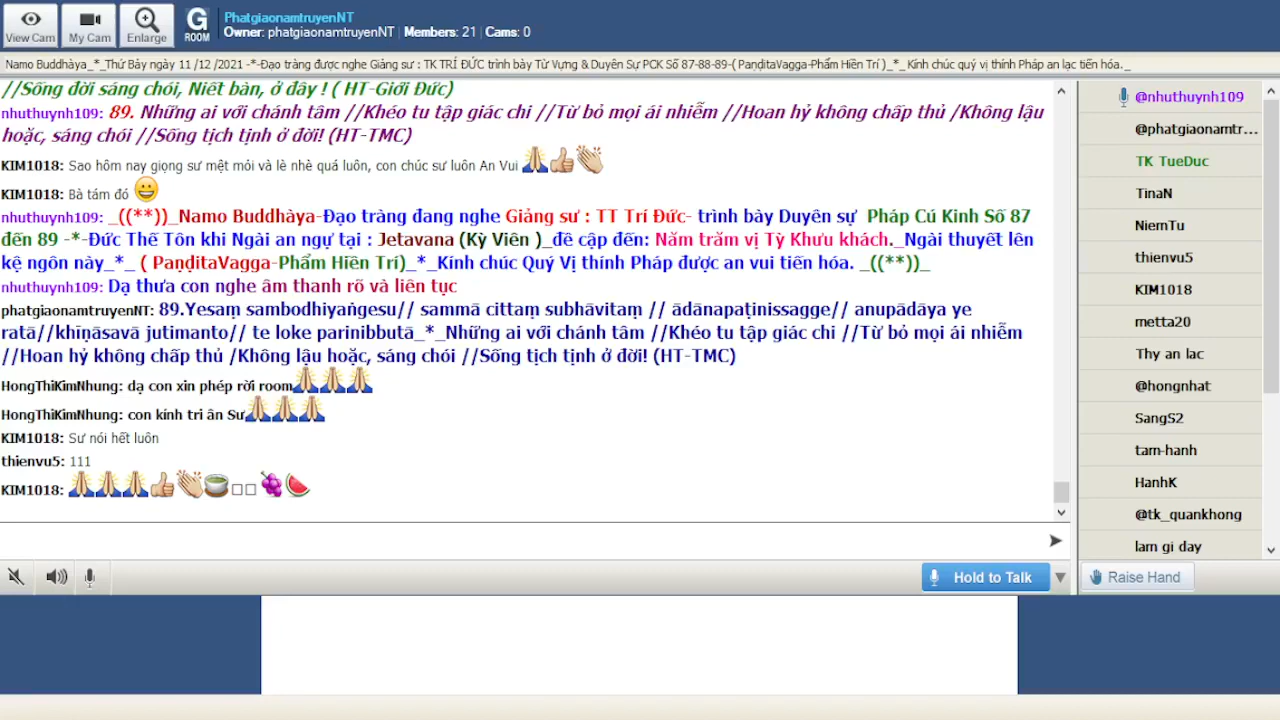 View Cam
My Cam
Enlarge
G ROOM
PhatgiaonamtruyenNT
Owner: phatgiaonamtruyenNT | Members: 21 | Cams: 0
Namo Buddhàya_*_Thứ Bảy ngày 11 /12 /2021 -*-Đạo tràng được nghe Giảng sư : TK TRÍ ĐỨC trình bày Từ Vựng & Duyên Sự PCK Số 87-88-89-( PaṇḍitaVagga-Phẩm Hiền Trí )_*_ Kính chúc quý vị thính Pháp an lạc tiến hóa._
//Sống đời sáng chói, Niết bàn, ở đây ! ( HT-Giới Đức)
nhuthuynh109: 89. Những ai với chánh tâm //Khéo tu tập giác chi //Từ bỏ mọi ái nhiễm //Hoan hỷ không chấp thủ /Không lậu
hoặc, sáng chói //Sống tịch tịnh ở đời! (HT-TMC)
KIM1018: Sao hôm nay giọng sư mệt mỏi và lè nhè quá luôn, con chúc sư luôn An Vui 🙏👍👏
KIM1018: Bà tám đó 😀
nhuthuynh109: _((**))_Namo Buddhàya-Đạo tràng đang nghe Giảng sư : TT Trí Đức- trình bày Duyên sự Pháp Cú Kinh Số 87
đến 89 -*-Đức Thế Tôn khi Ngài an ngự tại : Jetavana (Kỳ Viên )_đề cập đến: Năm trăm vị Tỳ Khưu khách._Ngài thuyết lên
kệ ngôn này_*_ ( PaṇḍitaVagga-Phẩm Hiền Trí)_*_Kính chúc Quý Vị thính Pháp được an vui tiến hóa. _((**))_
nhuthuynh109: Dạ thưa con nghe âm thanh rõ và liên tục
phatgiaonamtruyenNT: 89.Yesaṃ sambodhiyaṅgesu// sammā cittaṃ subhāvitaṃ // ādānapaṭinissagge// anupādāya ye
ratā//khīṇāsavā jutimanto// te loke parinibbutā_*_Những ai với chánh tâm //Khéo tu tập giác chi //Từ bỏ mọi ái nhiễm
//Hoan hỷ không chấp thủ /Không lậu hoặc, sáng chói //Sống tịch tịnh ở đời! (HT-TMC)
HongThiKimNhung: dạ con xin phép rời room🙏🙏🙏
HongThiKimNhung: con kính tri ân Sư🙏🙏🙏
KIM1018: Sư nói hết luôn
thienvu5: 111
KIM1018: 🙏🙏🙏👍👏🍵□□🍇🍉
@nhuthuynh109
@phatgiaonamtr...
TK TueDuc
TinaN
NiemTu
thienvu5
KIM1018
metta20
Thy an lac
@hongnhat
SangS2
tam-hanh
HanhK
@tk_quankhong
lam gi day
Hold to Talk
Raise Hand